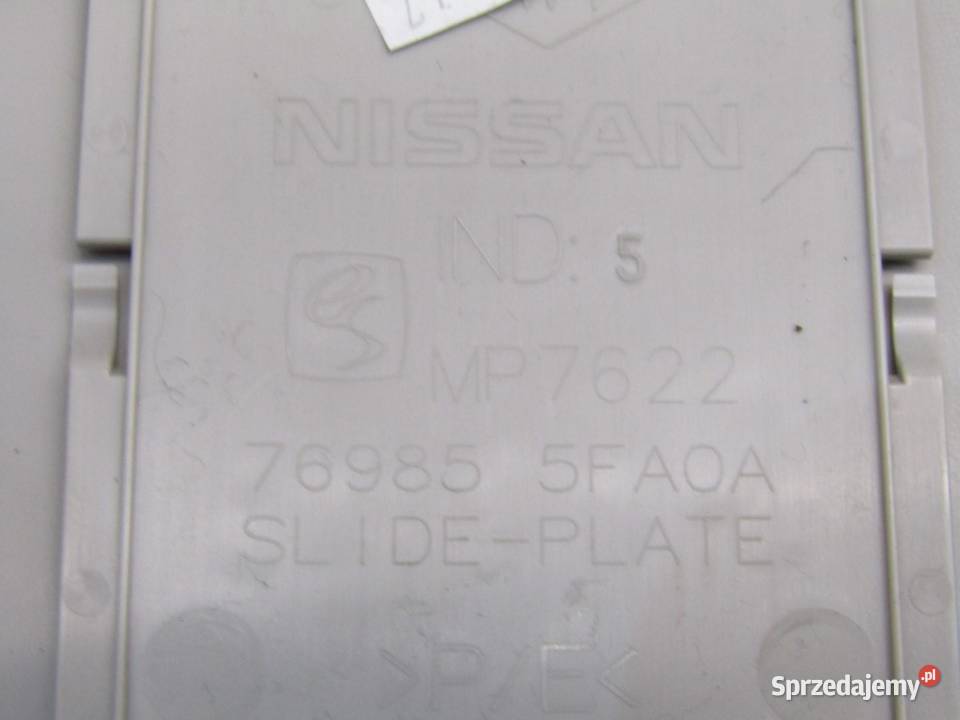 NISSAN
IND: 5
MP7622
76985 5FA0A
SLIDE-PLATE
>P/E<
Sprzedajemy.pl